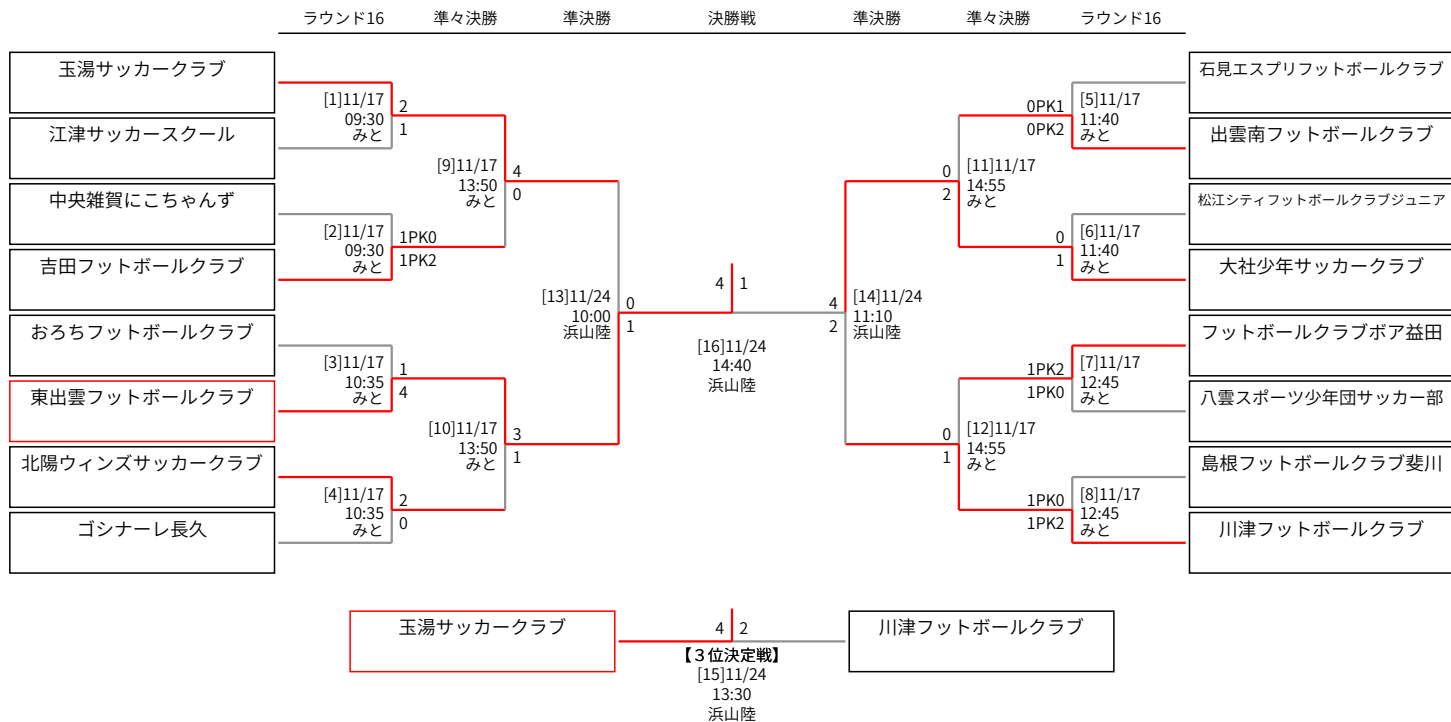 ラウンド16 準々決勝 準決勝 決勝戦 準決勝 準々決勝 ラウンド16
玉湯サッカークラブ
江津サッカースクール
中央雑賀にこちゃんず
吉田フットボールクラブ
おろちフットボールクラブ
東出雲フットボールクラブ
北陽ウィンズサッカークラブ
ゴシナーレ長久
[1]11/17
09:30
みと
2
1
[2]11/17
09:30
みと
1PK0
1PK2
[3]11/17
10:35
みと
1
4
[4]11/17
10:35
みと
2
0
[9]11/17
13:50
みと
4
0
[10]11/17
13:50
みと
3
1
[13]11/24
10:00
浜山陸
0
1
4 1
[16]11/24
14:40
浜山陸
4
2
[14]11/24
11:10
浜山陸
0
2
[11]11/17
14:55
みと
0
1
[12]11/17
14:55
みと
0PK1
0PK2
[5]11/17
11:40
みと
0
1
[6]11/17
11:40
みと
1PK2
1PK0
[7]11/17
12:45
みと
1PK0
1PK2
[8]11/17
12:45
みと
石見エスプリフットボールクラブ
出雲南フットボールクラブ
松江シティフットボールクラブジュニア
大社少年サッカークラブ
フットボールクラブボア益田
八雲スポーツ少年団サッカー部
島根フットボールクラブ斐川
川津フットボールクラブ
玉湯サッカークラブ
4 2
川津フットボールクラブ
【３位決定戦】
[15]11/24
13:30
浜山陸